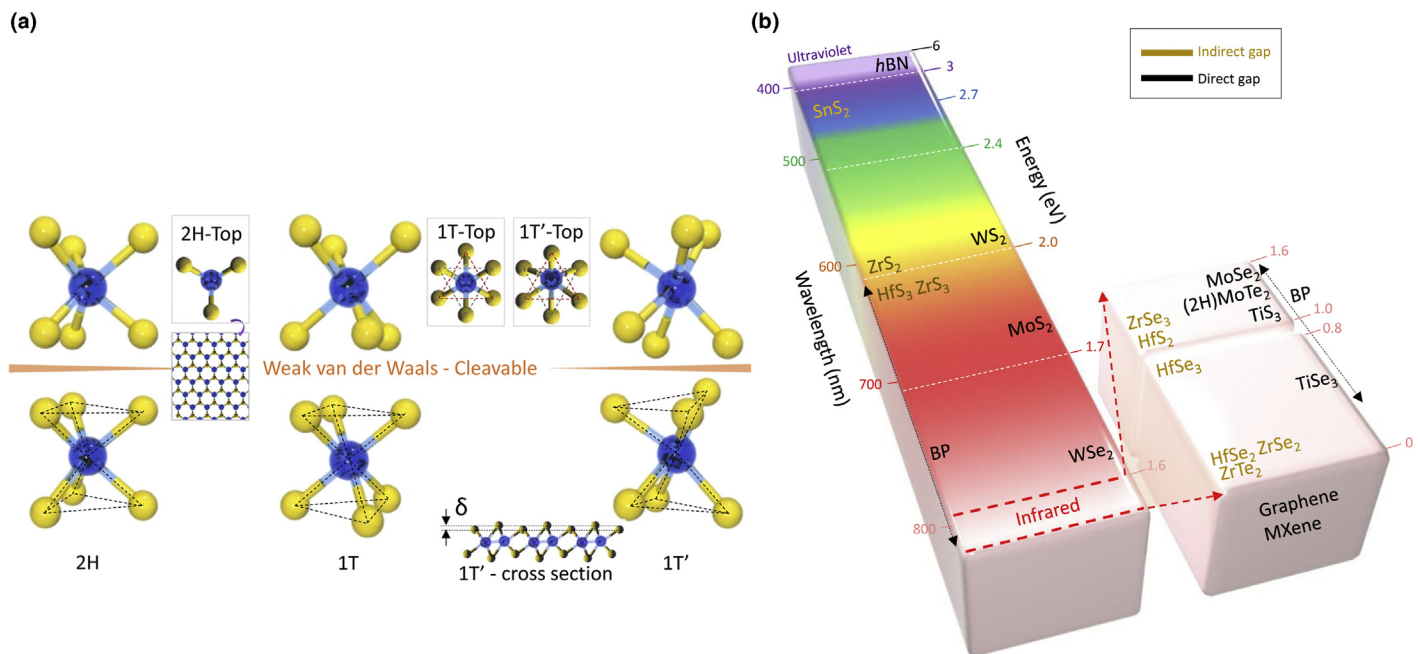 (a)
2H-Top
1T-Top
1T’-Top
Weak van der Waals - Cleavable
δ
2H
1T
1T’ - cross section
1T’
(b)
Indirect gap
Direct gap
Ultraviolet
6
hBN
3
400
2.7
SnS₂
500
2.4
Energy (eV)
WS₂
2.0
600
ZrS₂
HfS₃ ZrS₃
Wavelength (nm)
MoS₂
1.7
700
BP
WSe₂
1.6
Infrared
800
1.6
MoSe₂
(2H)MoTe₂
BP
TiS₃
1.0
0.8
ZrSe₃
HfS₂
HfSe₃
TiSe₃
0
HfSe₂ ZrSe₂
ZrTe₂
Graphene
MXene